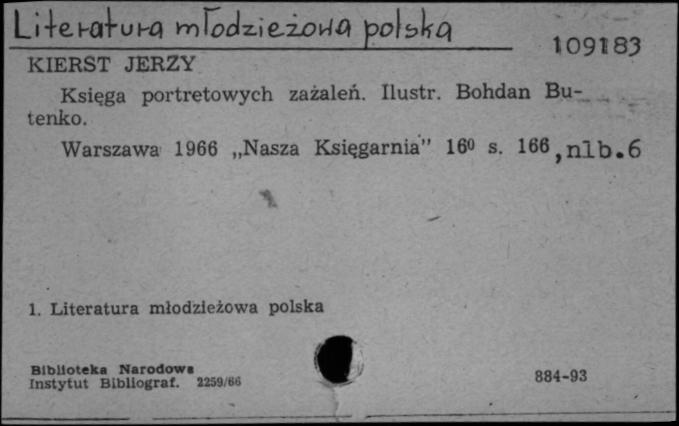 Literatura młodzieżowa polska
109183
KIERST JERZY
Księga portretowych zażaleń. Ilustr. Bohdan Bu-
tenko.
Warszawa 1966 „Nasza Księgarnia” 16⁰ s. 166, nlb.6
1. Literatura młodzieżowa polska
Biblioteka Narodowa
Instytut Bibliograf. 2259/66
884-93